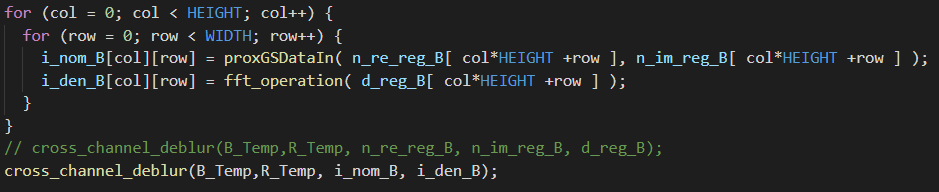 for (col = 0; col < HEIGHT; col++) {
  for (row = 0; row < WIDTH; row++) {
    i_nom_B[col][row] = proxGSDataIn( n_re_reg_B[ col*HEIGHT +row ], n_im_reg_B[ col*HEIGHT +row ] );
    i_den_B[col][row] = fft_operation( d_reg_B[ col*HEIGHT +row ] );
  }
}
// cross_channel_deblur(B_Temp,R_Temp, n_re_reg_B, n_im_reg_B, d_reg_B);
cross_channel_deblur(B_Temp,R_Temp, i_nom_B, i_den_B);